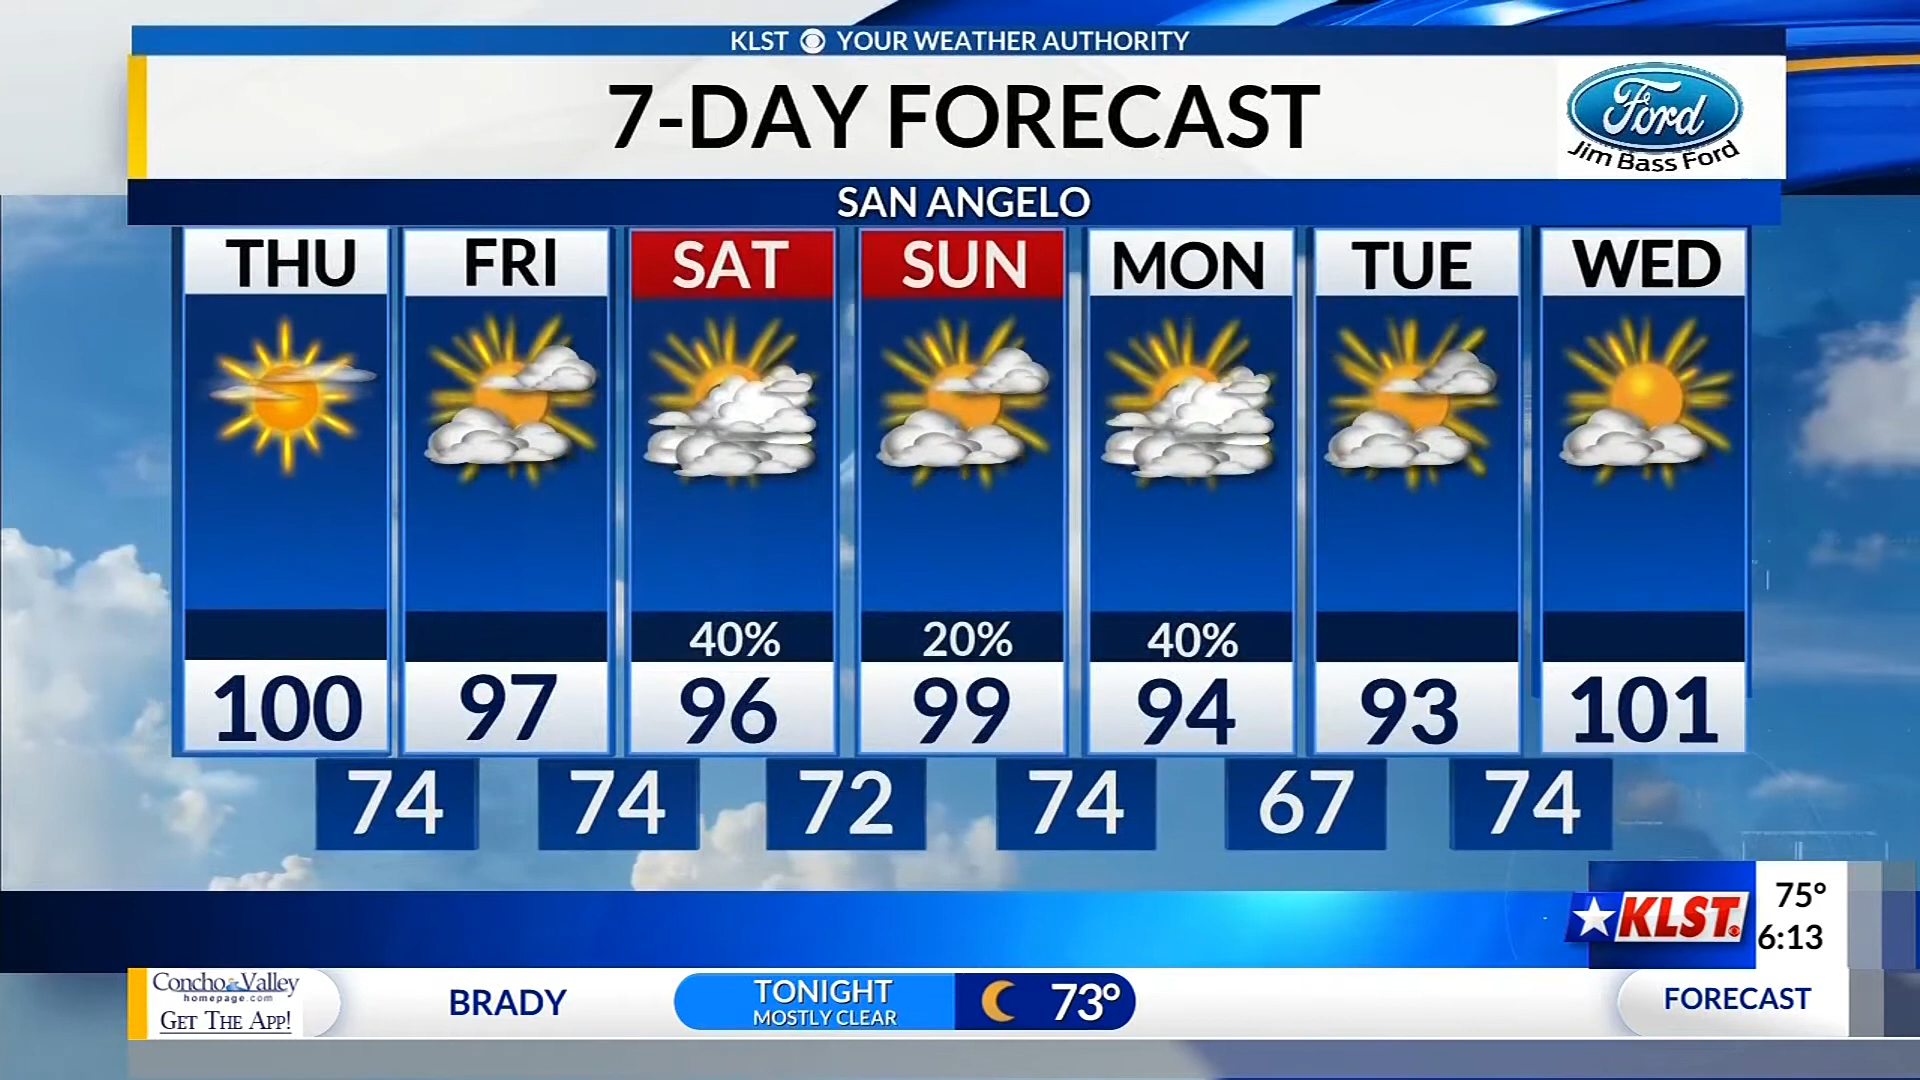 KLST YOUR WEATHER AUTHORITY
7-DAY FORECAST
Ford
Jim Bass Ford
SAN ANGELO
THU FRI SAT SUN MON TUE WED
40% 20% 40%
100 97 96 99 94 93 101
74 74 72 74 67 74
KLST
75°
6:13
Concho Valley
homepage.com
GET THE APP!
BRADY
TONIGHT
MOSTLY CLEAR
73°
FORECAST